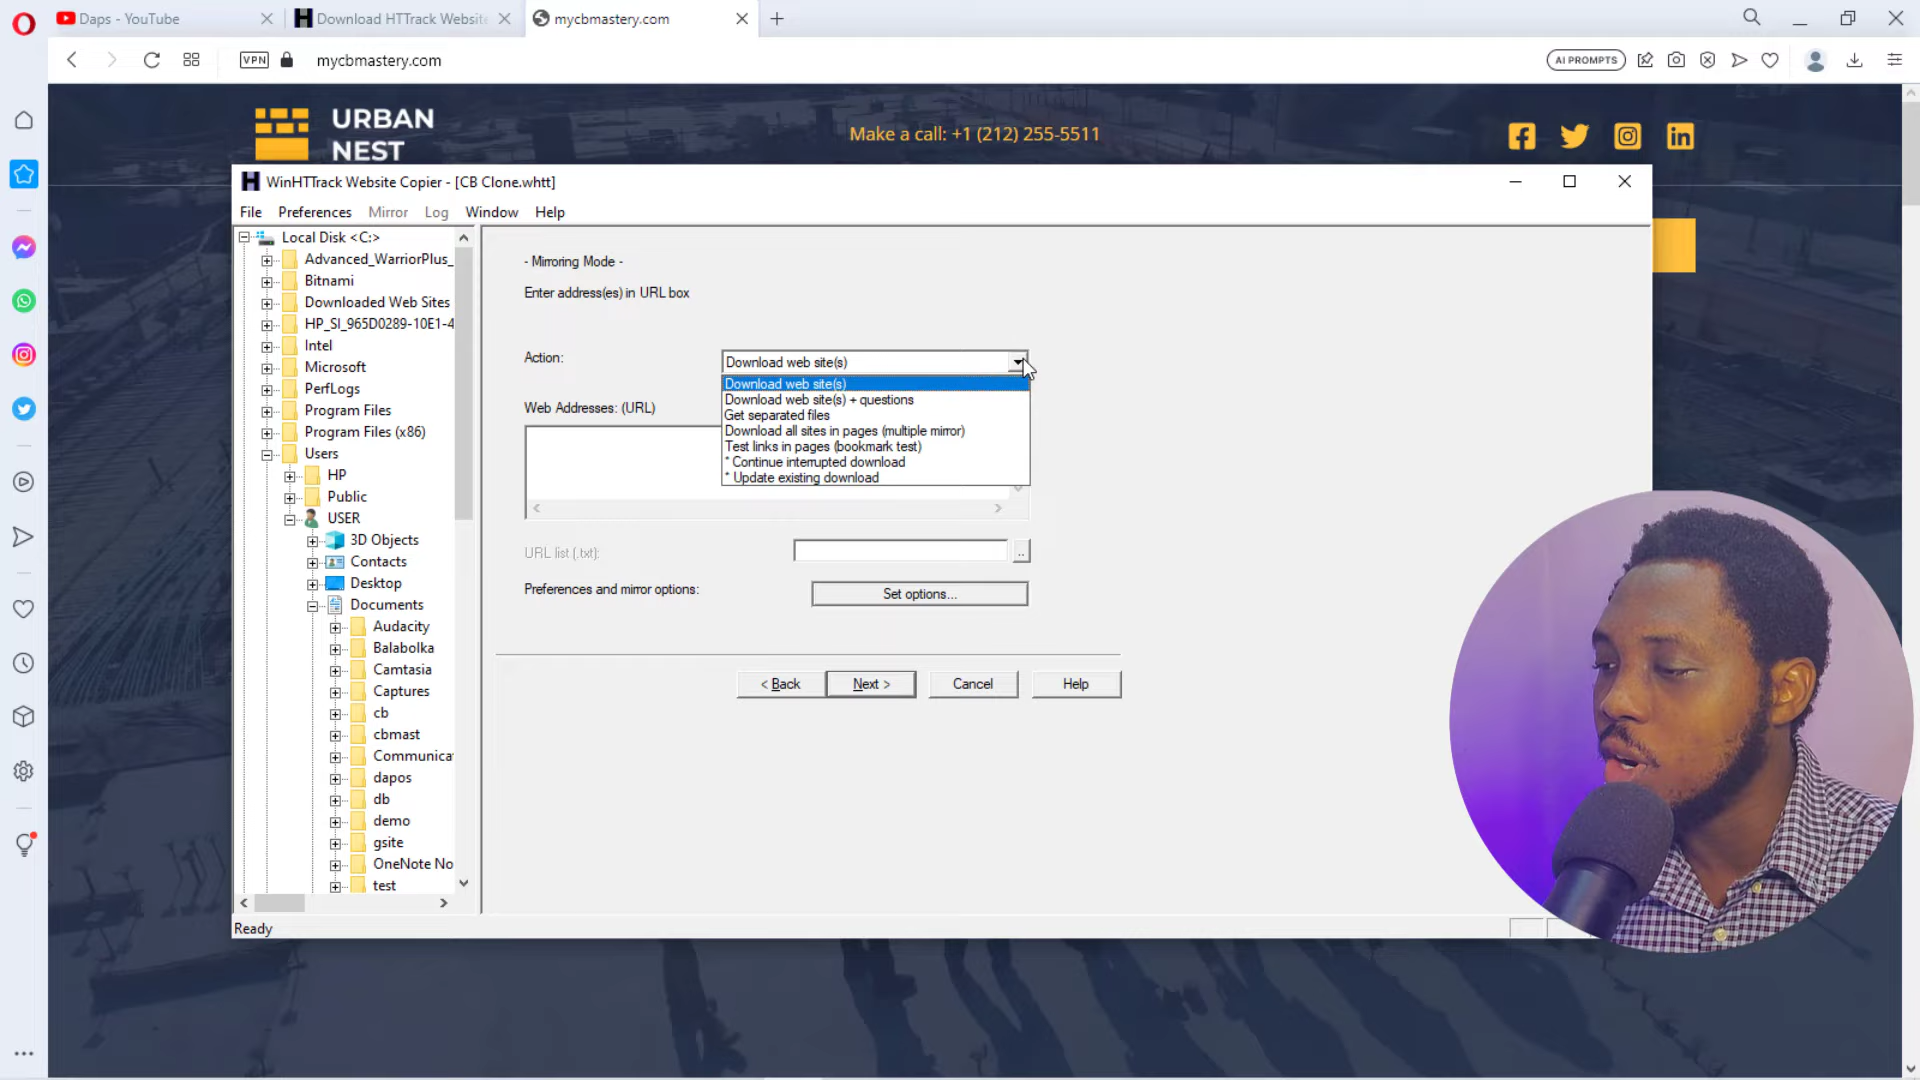 Daps - YouTube
Download HTTrack Website
mycbmastery.com
VPN
mycbmastery.com
AI PROMPTS
URBAN
NEST
Make a call: +1 (212) 255-5511
WinHTTrack Website Copier - [CB Clone.whtt]
File Preferences Mirror Log Window Help
Local Disk <C:>
Advanced_WarriorPlus_
Bitnami
Downloaded Web Sites
HP_SI_965D0289-10E1-4
Intel
Microsoft
PerfLogs
Program Files
Program Files (x86)
Users
HP
Public
USER
3D Objects
Contacts
Desktop
Documents
Audacity
Balabolka
Camtasia
Captures
cb
cbmast
Communicat
dapos
db
demo
gsite
OneNote No
test
- Mirroring Mode -
Enter address(es) in URL box
Action:
Download web site(s)
Download web site(s)
Download web site(s) + questions
Get separated files
Download all sites in pages (multiple mirror)
Test links in pages (bookmark test)
* Continue interrupted download
* Update existing download
Web Addresses: (URL)
URL list (.txt):
..
Preferences and mirror options:
Set options...
< Back
Next >
Cancel
Help
Ready